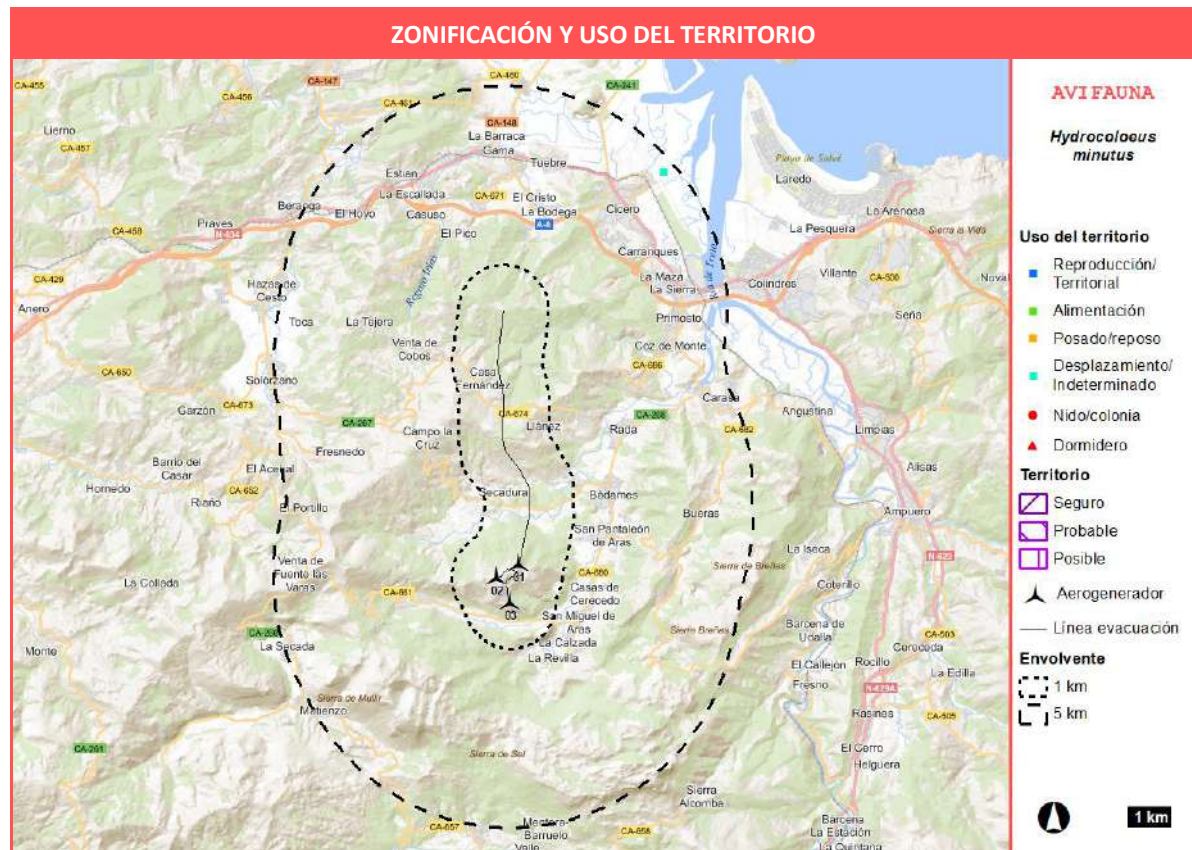 ZONIFICACIÓN Y USO DEL TERRITORIO
CA-455
CA-147
CA-460
CA-241
CA-456
CA-461
CA-148
Lierno
CA-457
La Barraca
Gama
Tuebre
Playa de Salvé
Estien
Laredo
La Escallada
CA-671
El Cristo
Beranga
El Hoyo
Casuso
La Bodega
Cicero
La Arenosa
Praves
CA-458
N-634
El Pico
A-8
La Pesquera
Carranques
CA-429
La Maza
Villante
CA-500
Hazas de
Cesto
La Sierra
Colindres
Anero
Toca
La Tejera
Primosto
Seña
Venta de
Cobos
Coz de Monte
CA-650
Casa
Fernández
CA-686
Solórzano
Carasa
Garzón
CA-673
CA-674
Angustina
CA-267
Llánez
CA-268
Limpias
Campo la
Cruz
Rada
CA-682
Fresnedo
Barrio del
Casar
El Acebal
Alisas
Hornedo
CA-652
Secadura
Bádames
Riaño
El Portillo
Bueras
Ampuero
San Pantaleón
de Aras
La Iseca
N-629
Venta de
Fuente las
Varas
Sierra de Breñas
01
CA-680
La Collada
02
Casas de
Cerecedo
Coterillo
CA-661
03
San Miguel de
Aras
Sierra Breñas
Barcena de
Udalla
CA-503
La Secada
La Calzada
Cereceda
Monte
La Revilla
El Callejon
Rocillo
La Edilla
Fresno
N-629A
Sierra de Mullir
Matienzo
Rasines
CA-505
CA-261
Sierra de Sel
El Cerro
Helguera
Sierra
Alcomba
CA-657
Mentera-
Barruelo
CA-658
Barcena
Valle
La Estación
La Quintana
AVIFAUNA
Hydrocoloeus
minutus
Uso del territorio
Reproducción/
Territorial
Alimentación
Posado/reposo
Desplazamiento/
Indeterminado
Nido/colonia
Dormidero
Territorio
Seguro
Probable
Posible
Aerogenerador
Línea evacuación
Envolvente
1 km
5 km
1 km